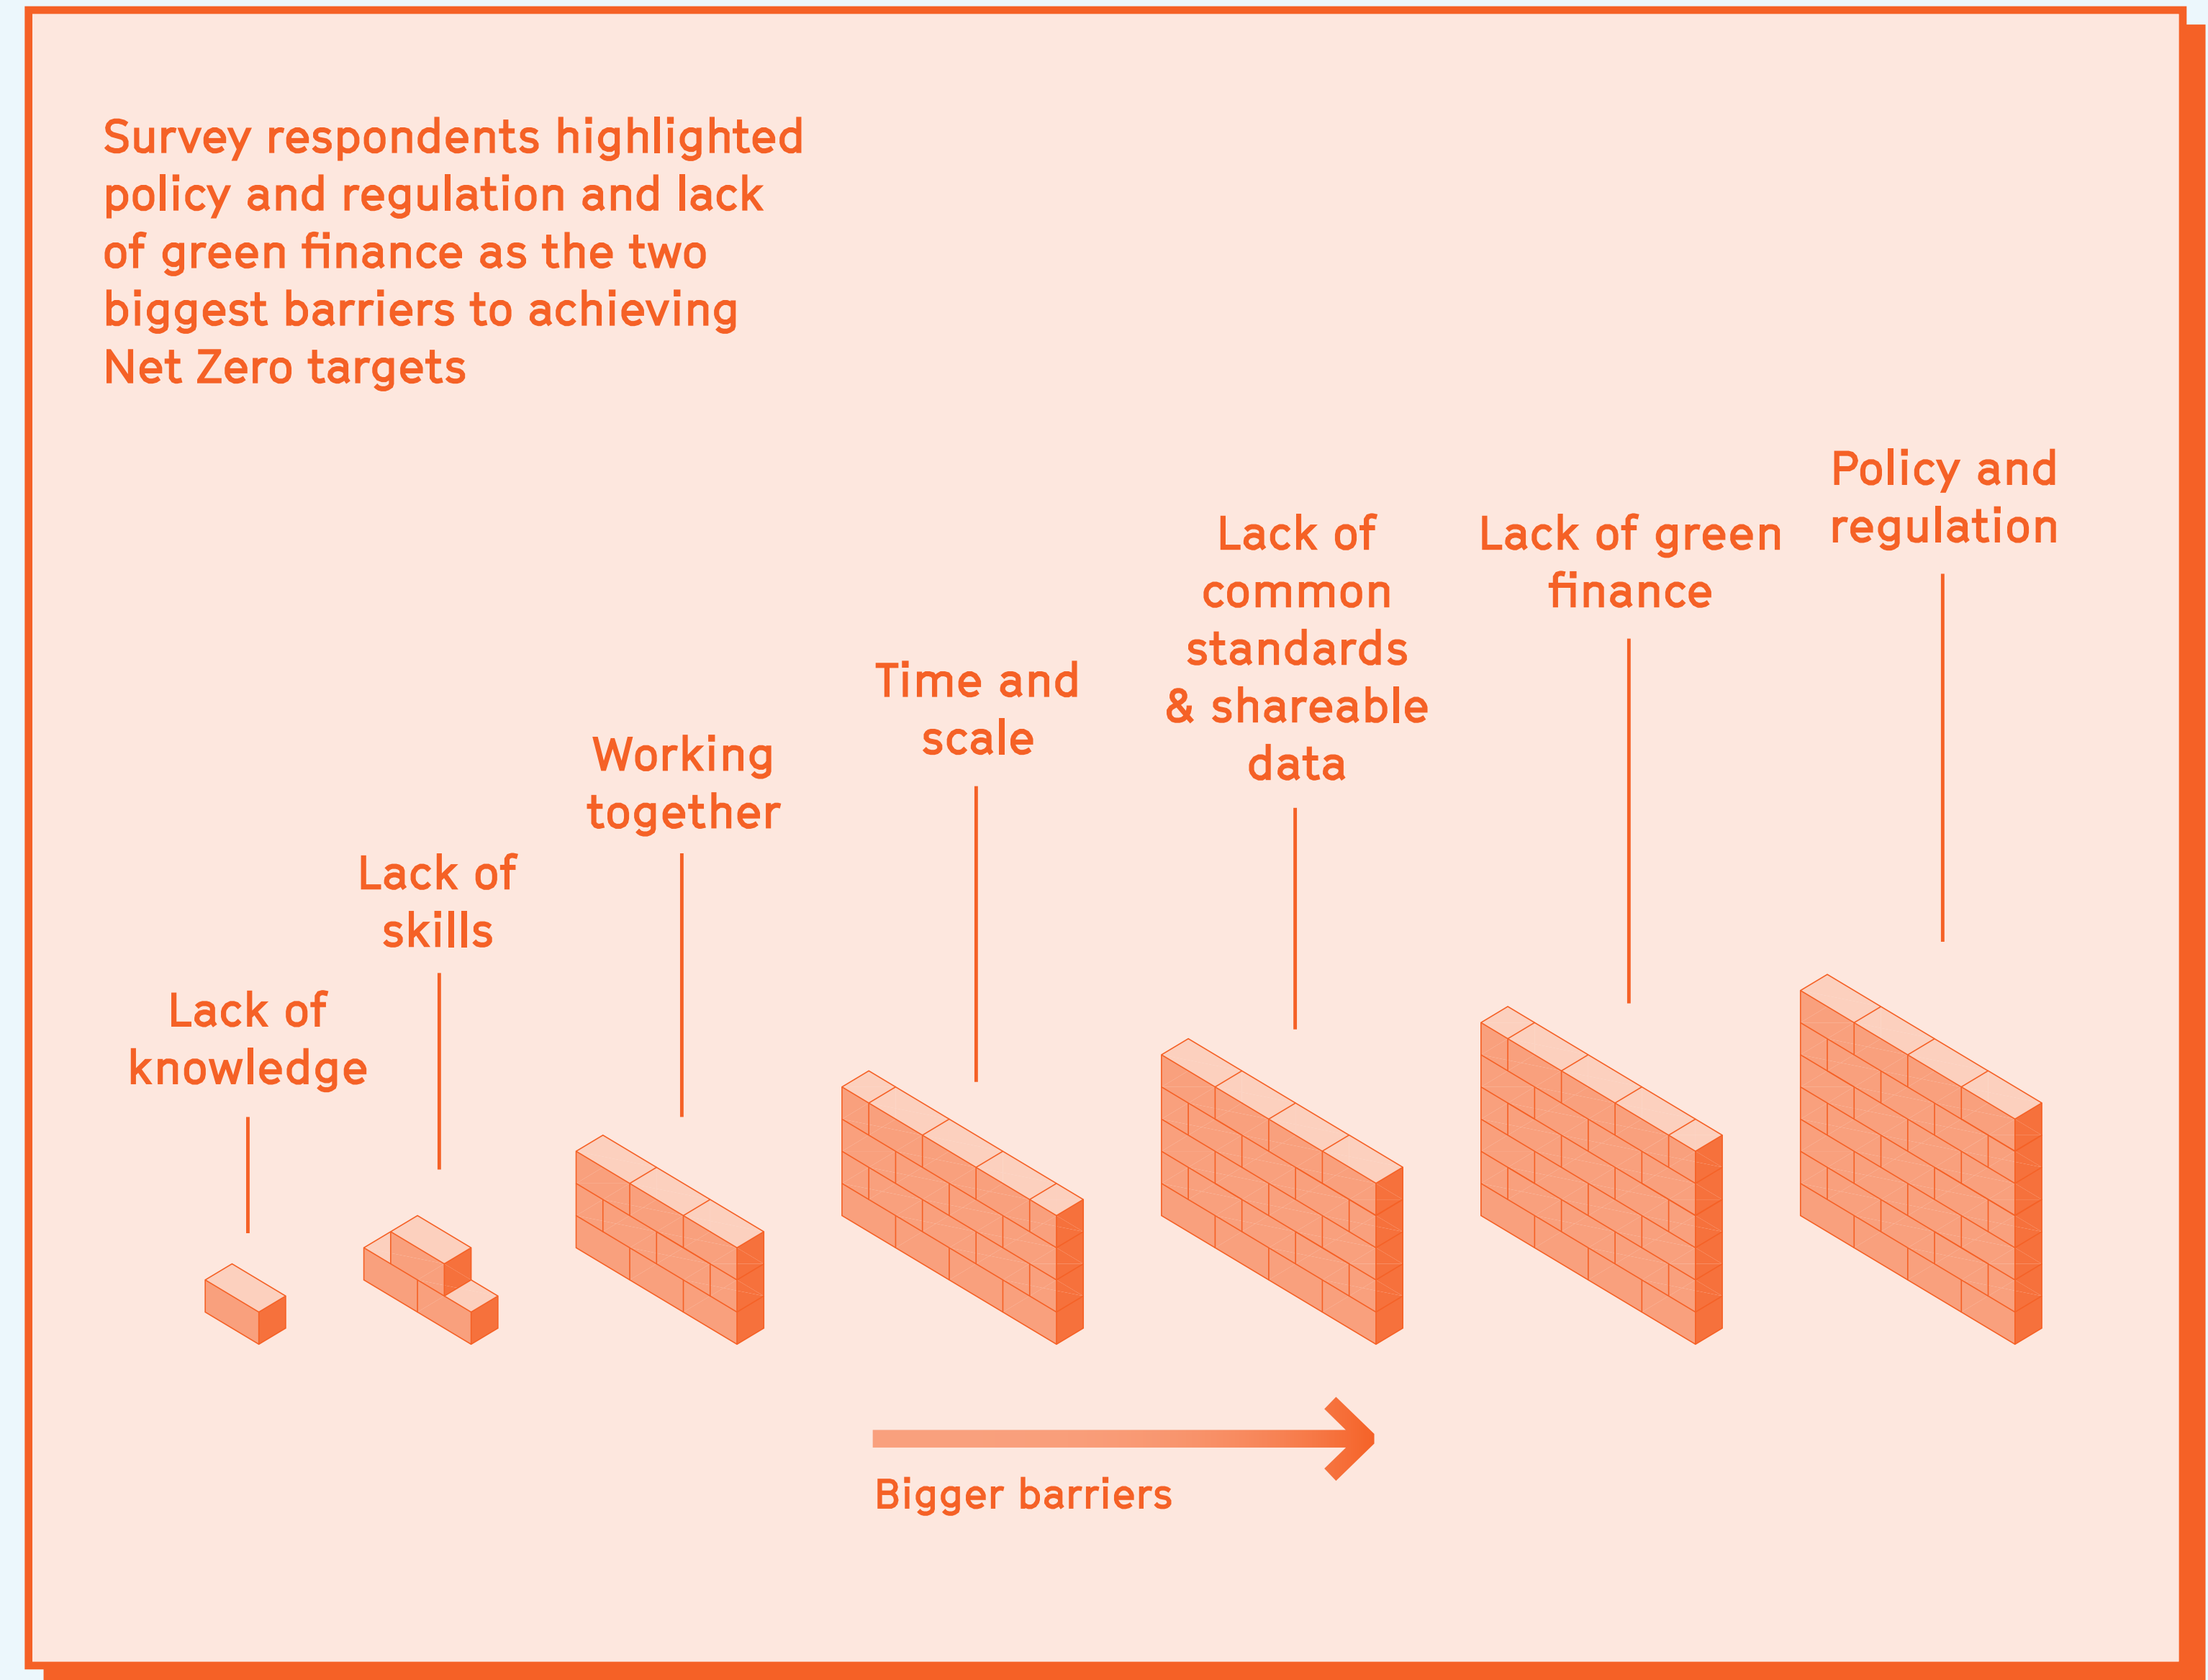 Survey respondents highlighted
policy and regulation and lack
of green finance as the two
biggest barriers to achieving
Net Zero targets
Lack of
knowledge
Lack of
skills
Working
together
Time and
scale
Lack of
common
standards
& shareable
data
Lack of green
finance
Policy and
regulation
Bigger barriers